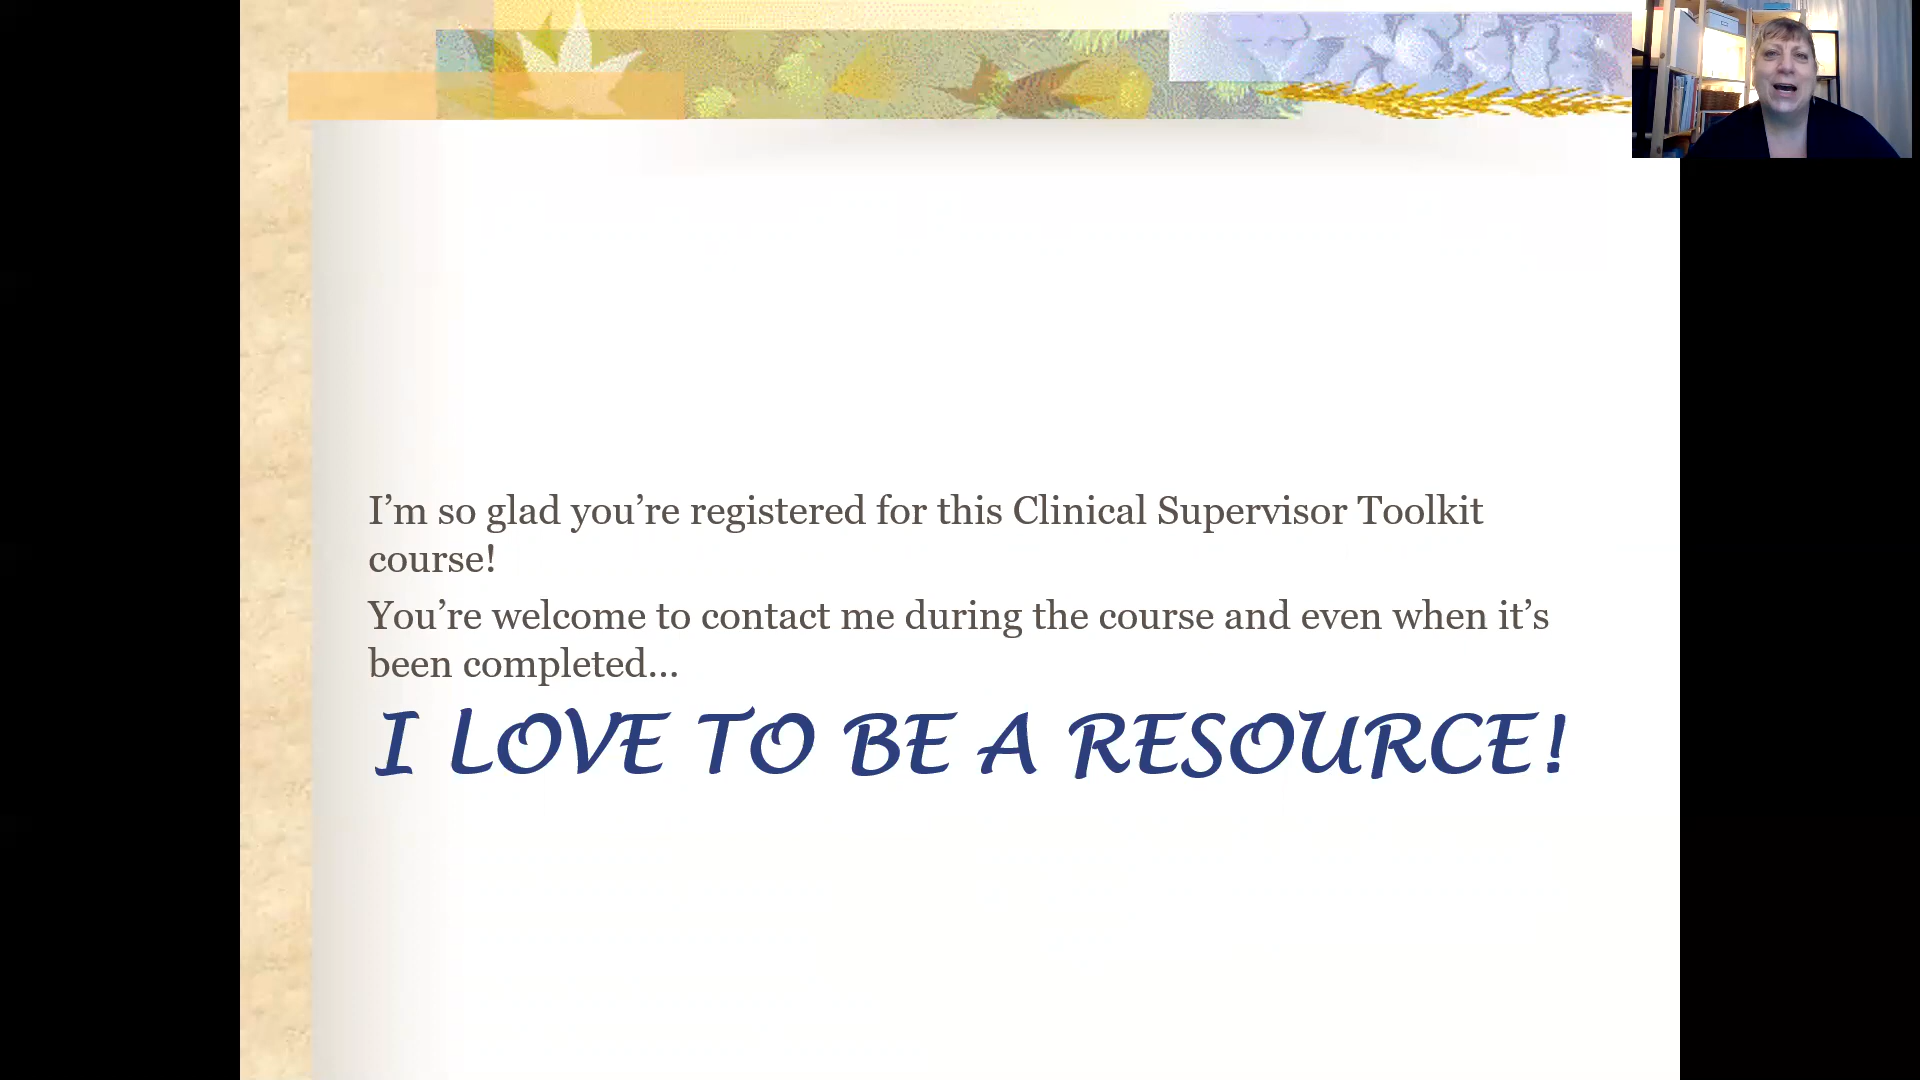 I’m so glad you’re registered for this Clinical Supervisor Toolkit
course!
You’re welcome to contact me during the course and even when it’s
been completed…
I LOVE TO BE A RESOURCE!